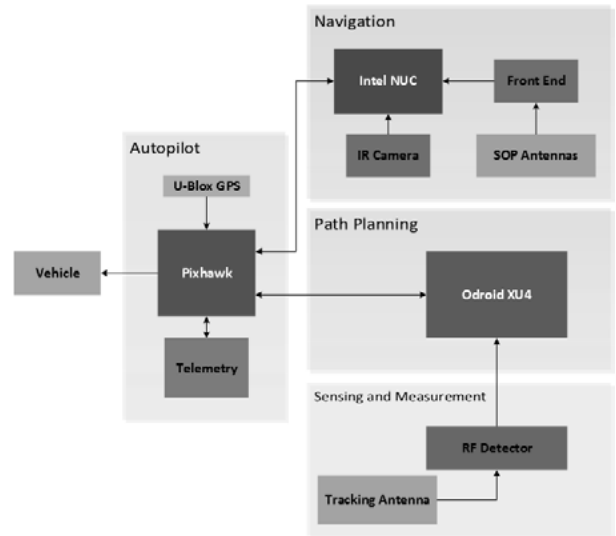 Navigation
Intel NUC
Front End
IR Camera
SOP Antennas
Autopilot
U-Blox GPS
Pixhawk
Telemetry
Vehicle
Path Planning
Odroid XU4
Sensing and Measurement
RF Detector
Tracking Antenna